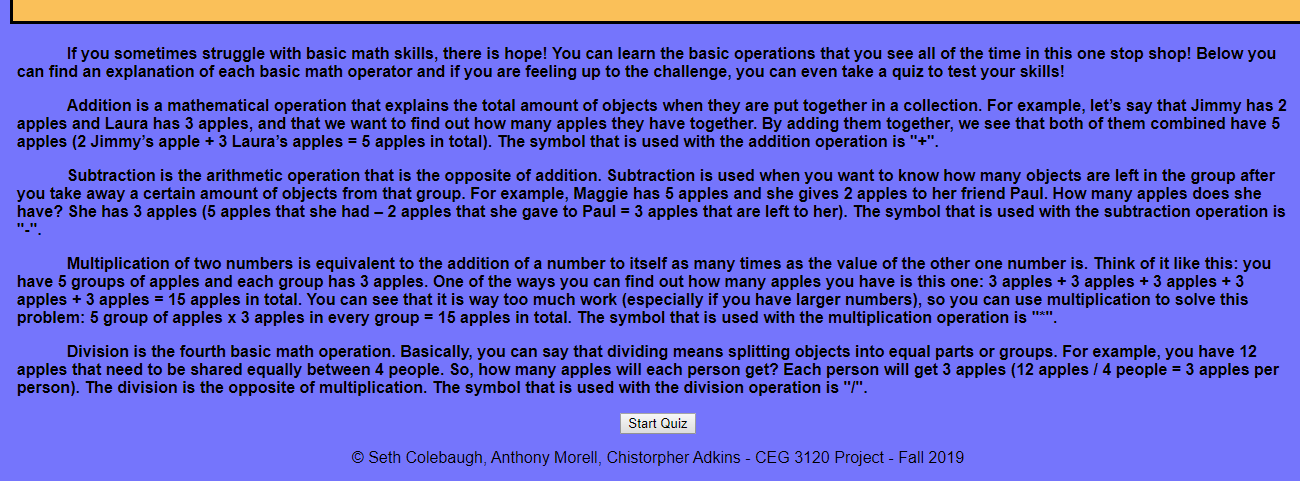 If you sometimes struggle with basic math skills, there is hope! You can learn the basic operations that you see all of the time in this one stop shop! Below you
can find an explanation of each basic math operator and if you are feeling up to the challenge, you can even take a quiz to test your skills!
Addition is a mathematical operation that explains the total amount of objects when they are put together in a collection. For example, let’s say that Jimmy has 2
apples and Laura has 3 apples, and that we want to find out how many apples they have together. By adding them together, we see that both of them combined have 5
apples (2 Jimmy’s apple + 3 Laura’s apples = 5 apples in total). The symbol that is used with the addition operation is "+".
Subtraction is the arithmetic operation that is the opposite of addition. Subtraction is used when you want to know how many objects are left in the group after
you take away a certain amount of objects from that group. For example, Maggie has 5 apples and she gives 2 apples to her friend Paul. How many apples does she
have? She has 3 apples (5 apples that she had – 2 apples that she gave to Paul = 3 apples that are left to her). The symbol that is used with the subtraction operation is
"-".
Multiplication of two numbers is equivalent to the addition of a number to itself as many times as the value of the other one number is. Think of it like this: you
have 5 groups of apples and each group has 3 apples. One of the ways you can find out how many apples you have is this one: 3 apples + 3 apples + 3 apples + 3
apples + 3 apples = 15 apples in total. You can see that it is way too much work (especially if you have larger numbers), so you can use multiplication to solve this
problem: 5 group of apples x 3 apples in every group = 15 apples in total. The symbol that is used with the multiplication operation is "*".
Division is the fourth basic math operation. Basically, you can say that dividing means splitting objects into equal parts or groups. For example, you have 12
apples that need to be shared equally between 4 people. So, how many apples will each person get? Each person will get 3 apples (12 apples / 4 people = 3 apples per
person). The division is the opposite of multiplication. The symbol that is used with the division operation is "/".
Start Quiz
© Seth Colebaugh, Anthony Morell, Chistorpher Adkins - CEG 3120 Project - Fall 2019